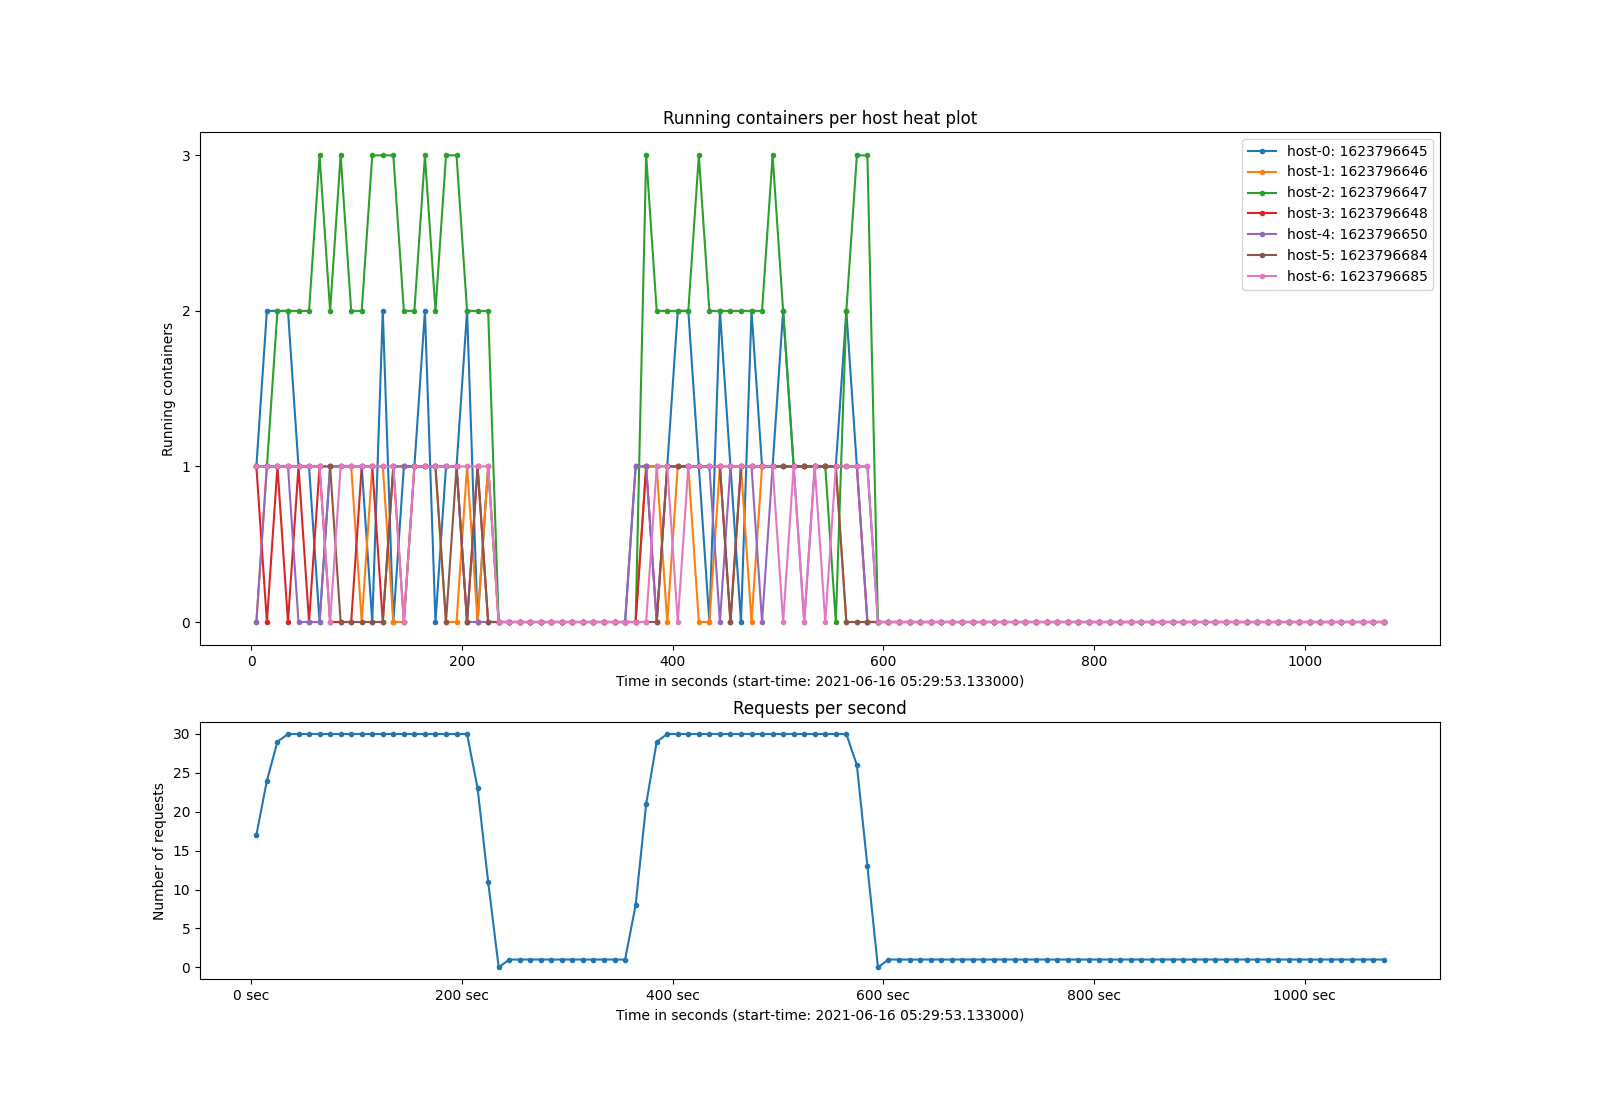 Running containers per host heat plot
3
2
1
0
Running containers
host-0: 1623796645
host-1: 1623796646
host-2: 1623796647
host-3: 1623796648
host-4: 1623796650
host-5: 1623796684
host-6: 1623796685
0 200 400 600 800 1000
Time in seconds (start-time: 2021-06-16 05:29:53.133000)
Requests per second
30
25
20
15
10
5
0
Number of requests
0 sec 200 sec 400 sec 600 sec 800 sec 1000 sec
Time in seconds (start-time: 2021-06-16 05:29:53.133000)